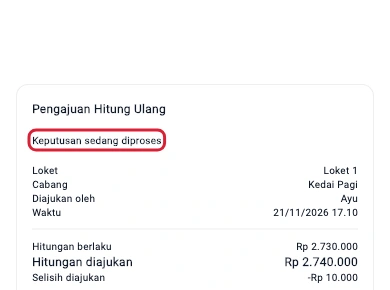 Pengajuan Hitung Ulang
Keputusan sedang diproses
Loket Loket 1
Cabang Kedai Pagi
Diajukan oleh Ayu
Waktu 21/11/2026 17.10
Hitungan berlaku Rp 2.730.000
Hitungan diajukan Rp 2.740.000
Selisih diajukan -Rp 10.000